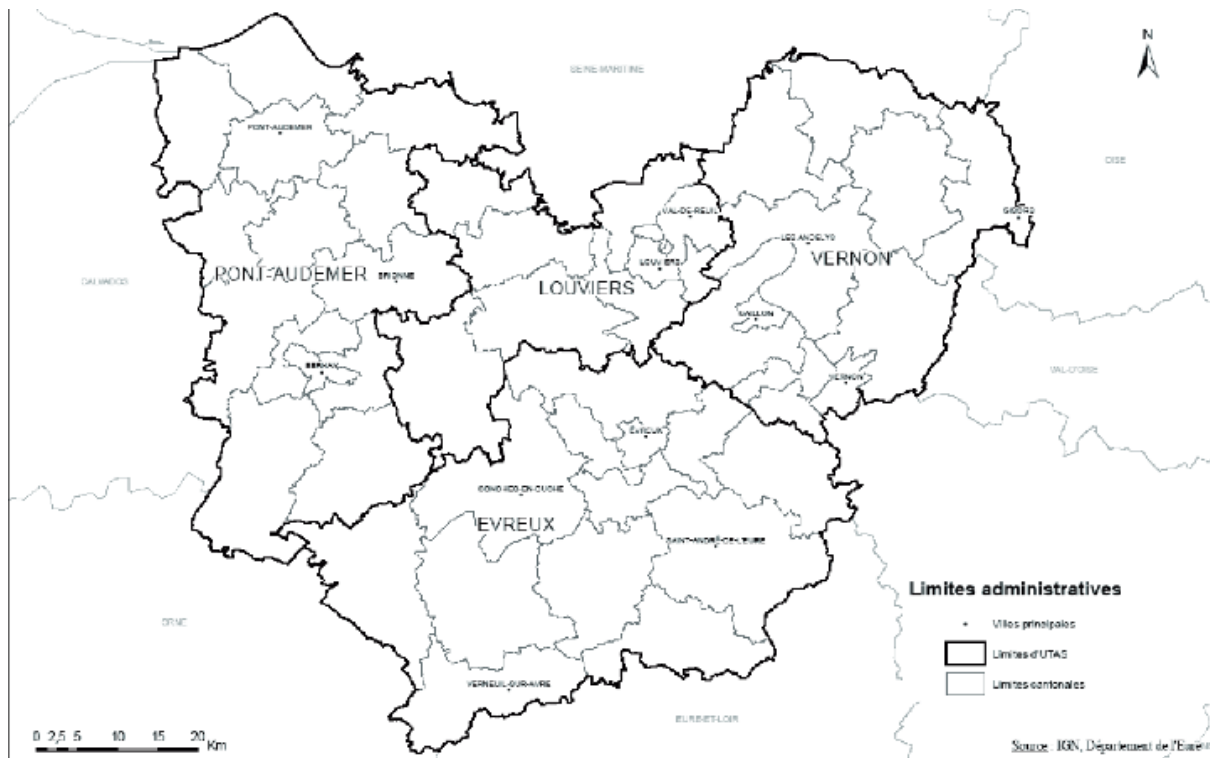 N
SEINE-MARITIME
PONT-AUDEMER
OISE
VAL-DE-REUIL
GISORS
LES ANDELYS
LOUVIERS
VERNON
PONT-AUDEMER
BRIONNE
CALVADOS
LOUVIERS
GAILLON
BERNAY
VERNON
VAL-D'OISE
EVREUX
CONCHES-EN-OUCHE
EVREUX
SAINT-ANDRÉ-DE-L'EURE
Limites administratives
ORNE
Villes principales
Limites d'UTAS
VERNEUIL-SUR-AVRE
Limites cantonales
EURE-ET-LOIR
0 2,5 5 10 15 20
Km
Source : IGN, Département de l'Eure